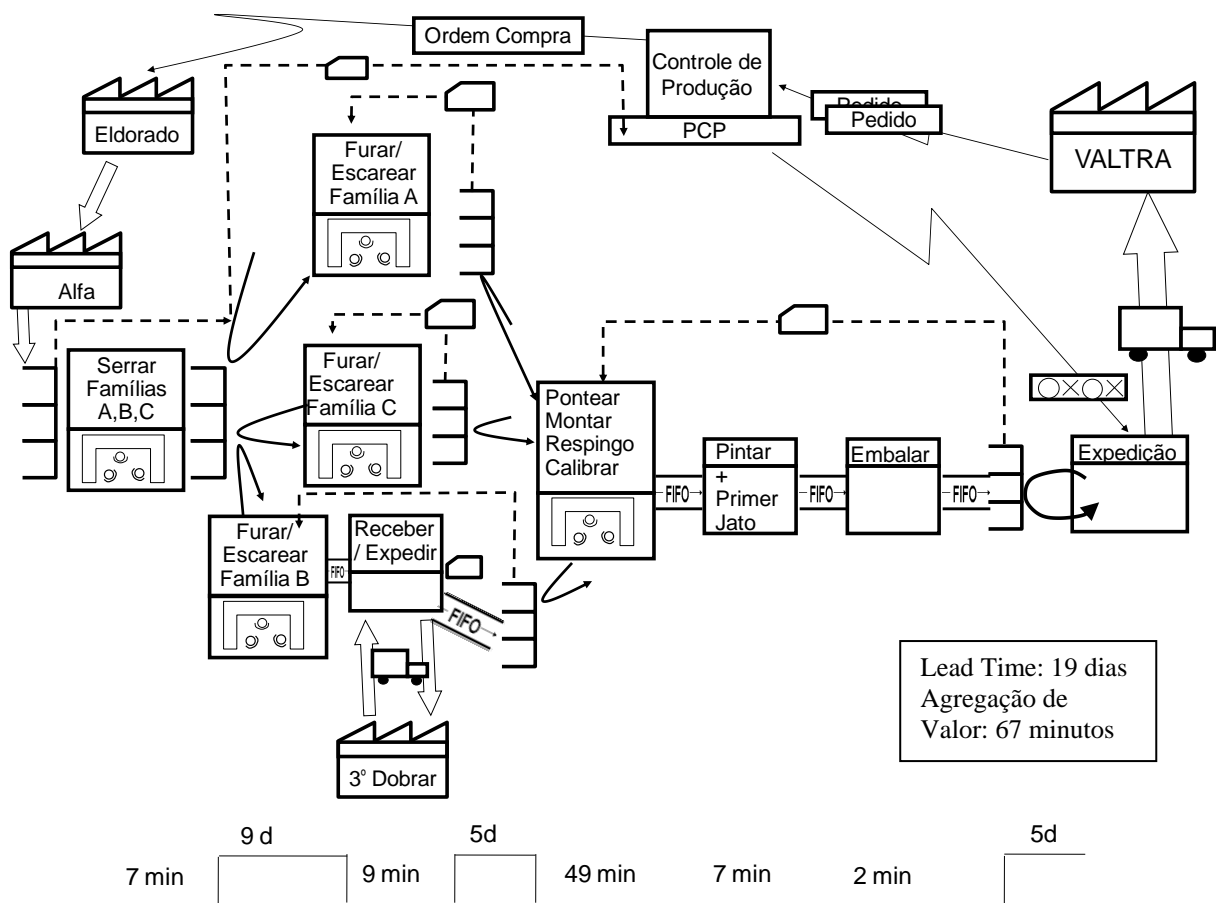 Ordem Compra
Controle de
Produção
PCP
Pedido
Pedido
VALTRA
Eldorado
Alfa
Furar/
Escarear
Família A
Serrar
Famílias
A,B,C
Furar/
Escarear
Família C
Furar/
Escarear
Família B
FIFO
Receber
/ Expedir
FIFO
3º Dobrar
Pontear
Montar
Respingo
Calibrar
FIFO
Pintar
+
Primer
Jato
FIFO
Embalar
FIFO
Expedição
Lead Time: 19 dias
Agregação de
Valor: 67 minutos
7 min
9 d
9 min
5d
49 min
7 min
2 min
5d